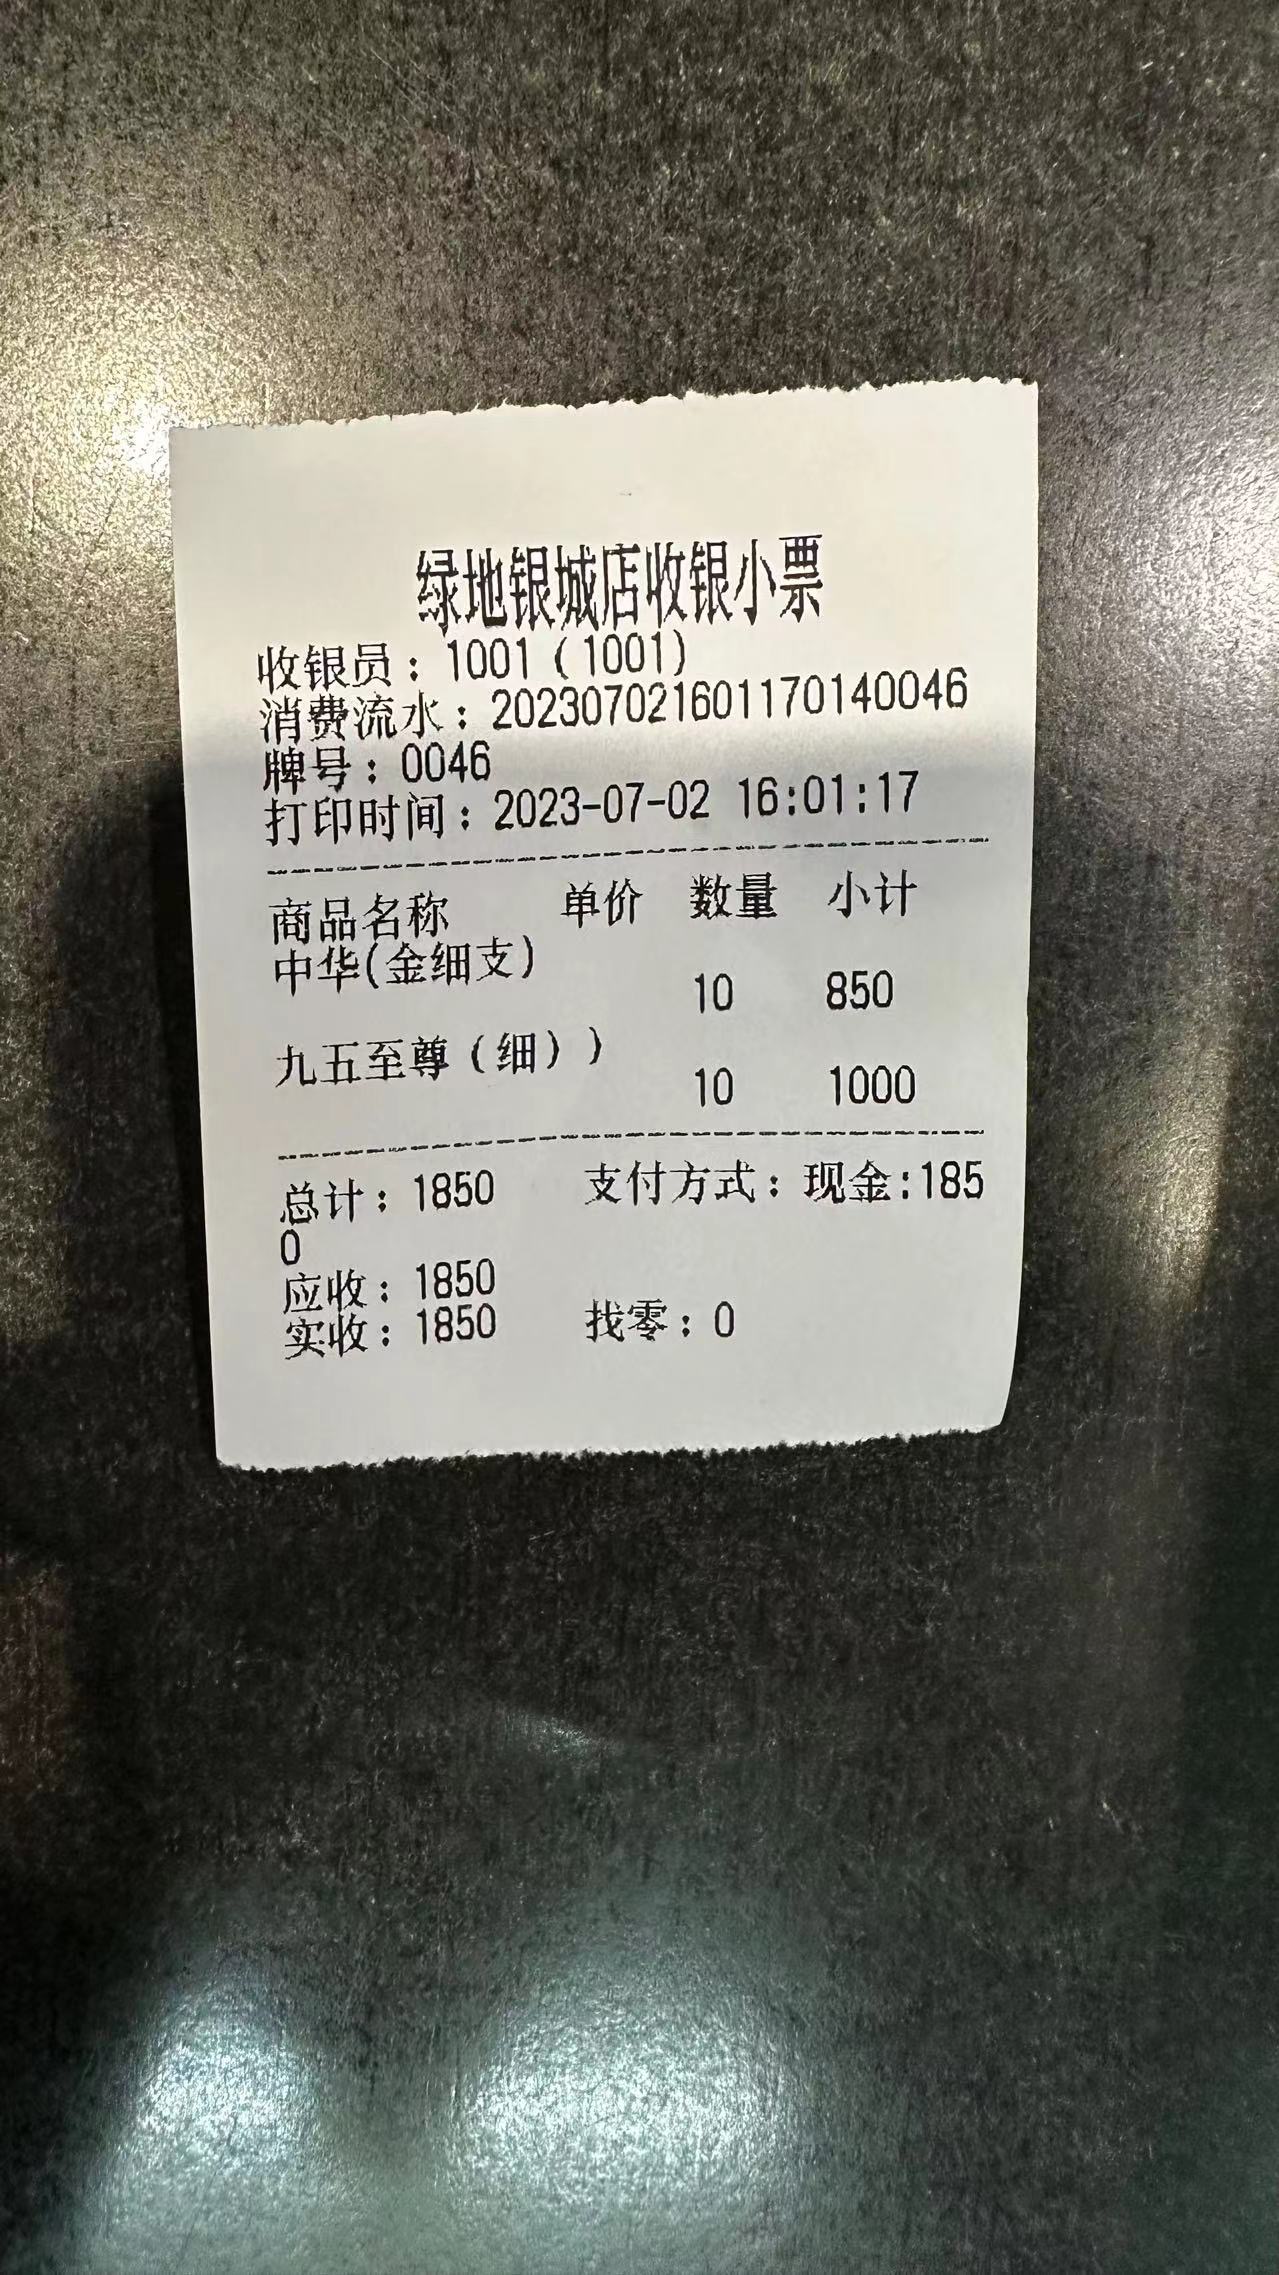 绿地银城店收银小票
收银员：1001（1001）
消费流水：202307021601170140046
牌号：0046
打印时间：2023-07-02 16:01:17
商品名称 单价 数量 小计
中华(金细支)
10 850
九五至尊（细））
10 1000
总计：1850 支付方式：现金:185
0
应收：1850
实收：1850 找零：0